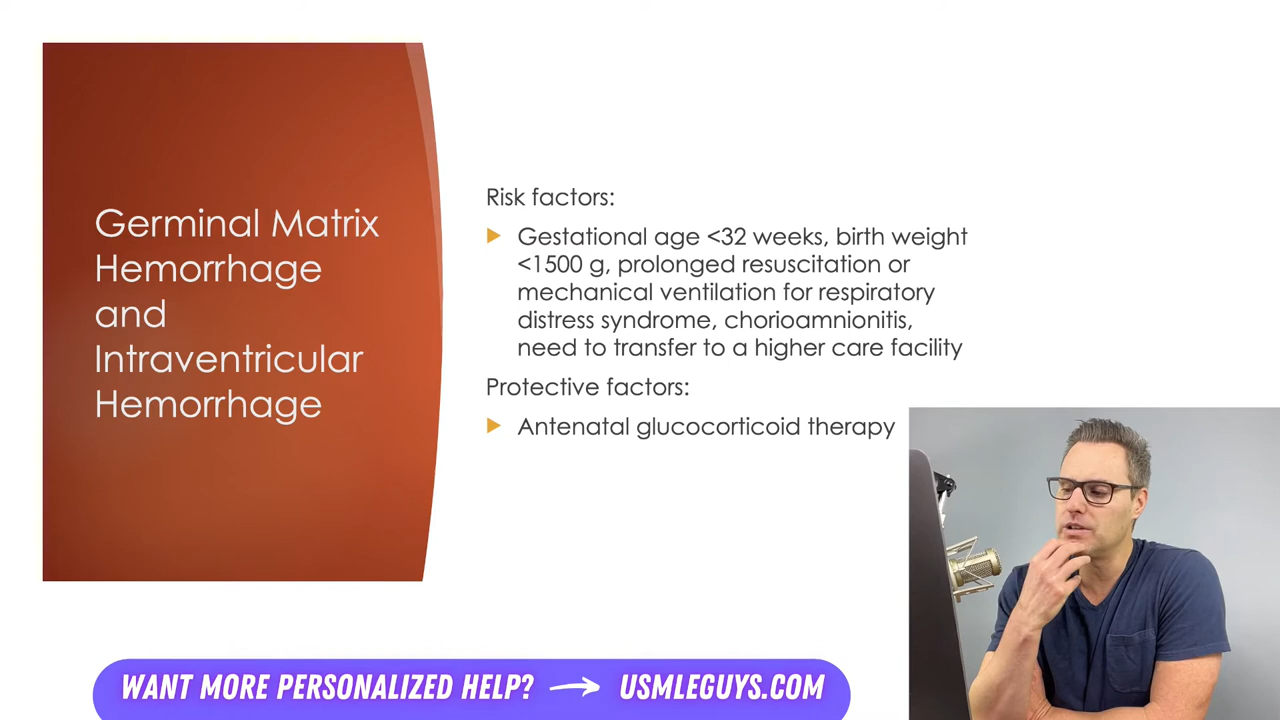 Germinal Matrix
Hemorrhage
and
Intraventricular
Hemorrhage
Risk factors:
Gestational age <32 weeks, birth weight
<1500 g, prolonged resuscitation or
mechanical ventilation for respiratory
distress syndrome, chorioamnionitis,
need to transfer to a higher care facility
Protective factors:
Antenatal glucocorticoid therapy
WANT MORE PERSONALIZED HELP? → USMLEGUYS.COM